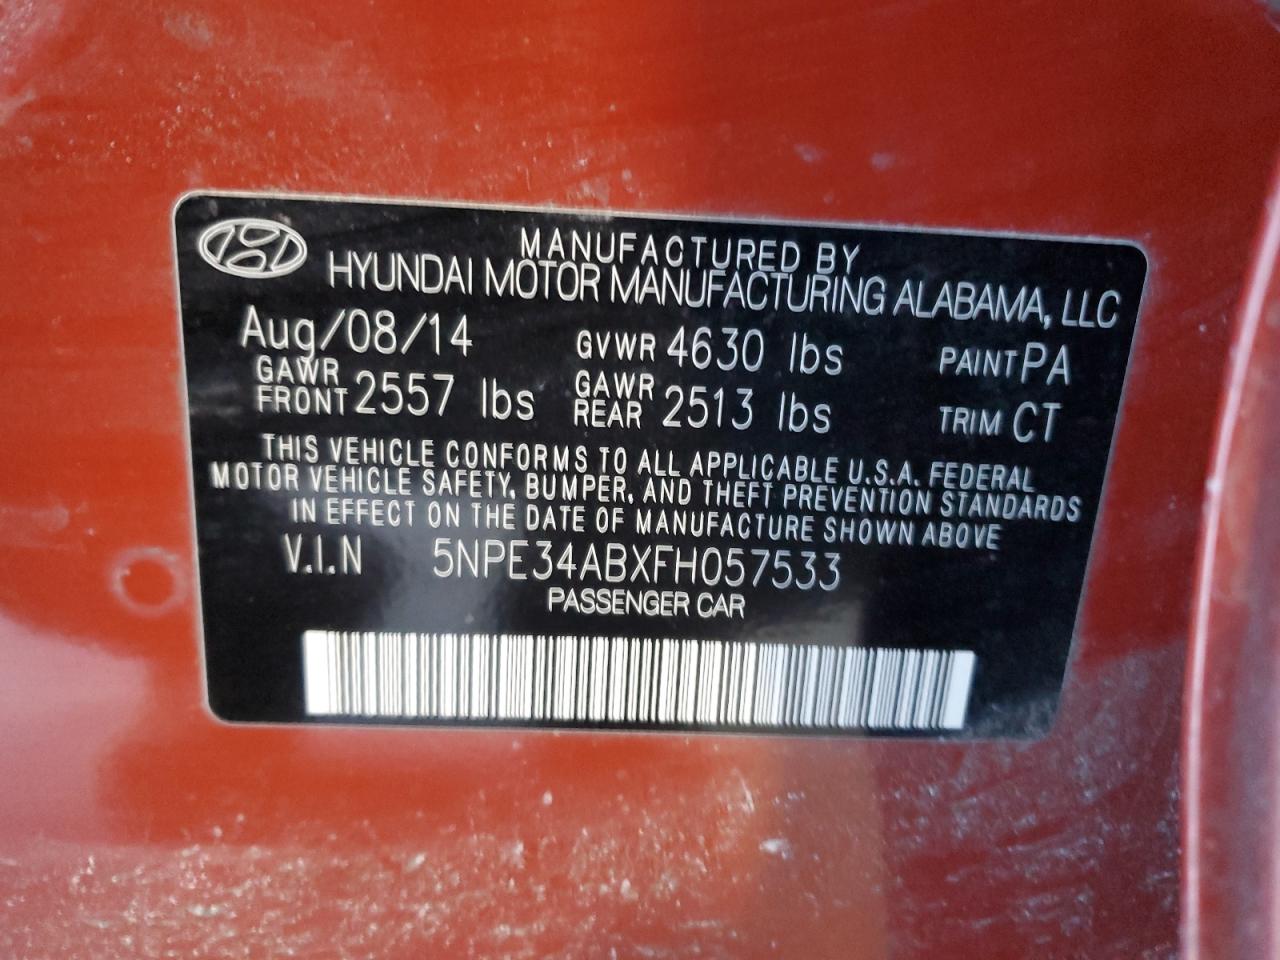 MANUFACTURED BY
HYUNDAI MOTOR MANUFACTURING ALABAMA, LLC
Aug/08/14 GVWR 4630 lbs PAINT PA
GAWR FRONT 2557 lbs GAWR REAR 2513 lbs TRIM CT
THIS VEHICLE CONFORMS TO ALL APPLICABLE U.S.A. FEDERAL
MOTOR VEHICLE SAFETY, BUMPER, AND THEFT PREVENTION STANDARDS
IN EFFECT ON THE DATE OF MANUFACTURE SHOWN ABOVE
V.I.N 5NPE34ABXFH057533
PASSENGER CAR